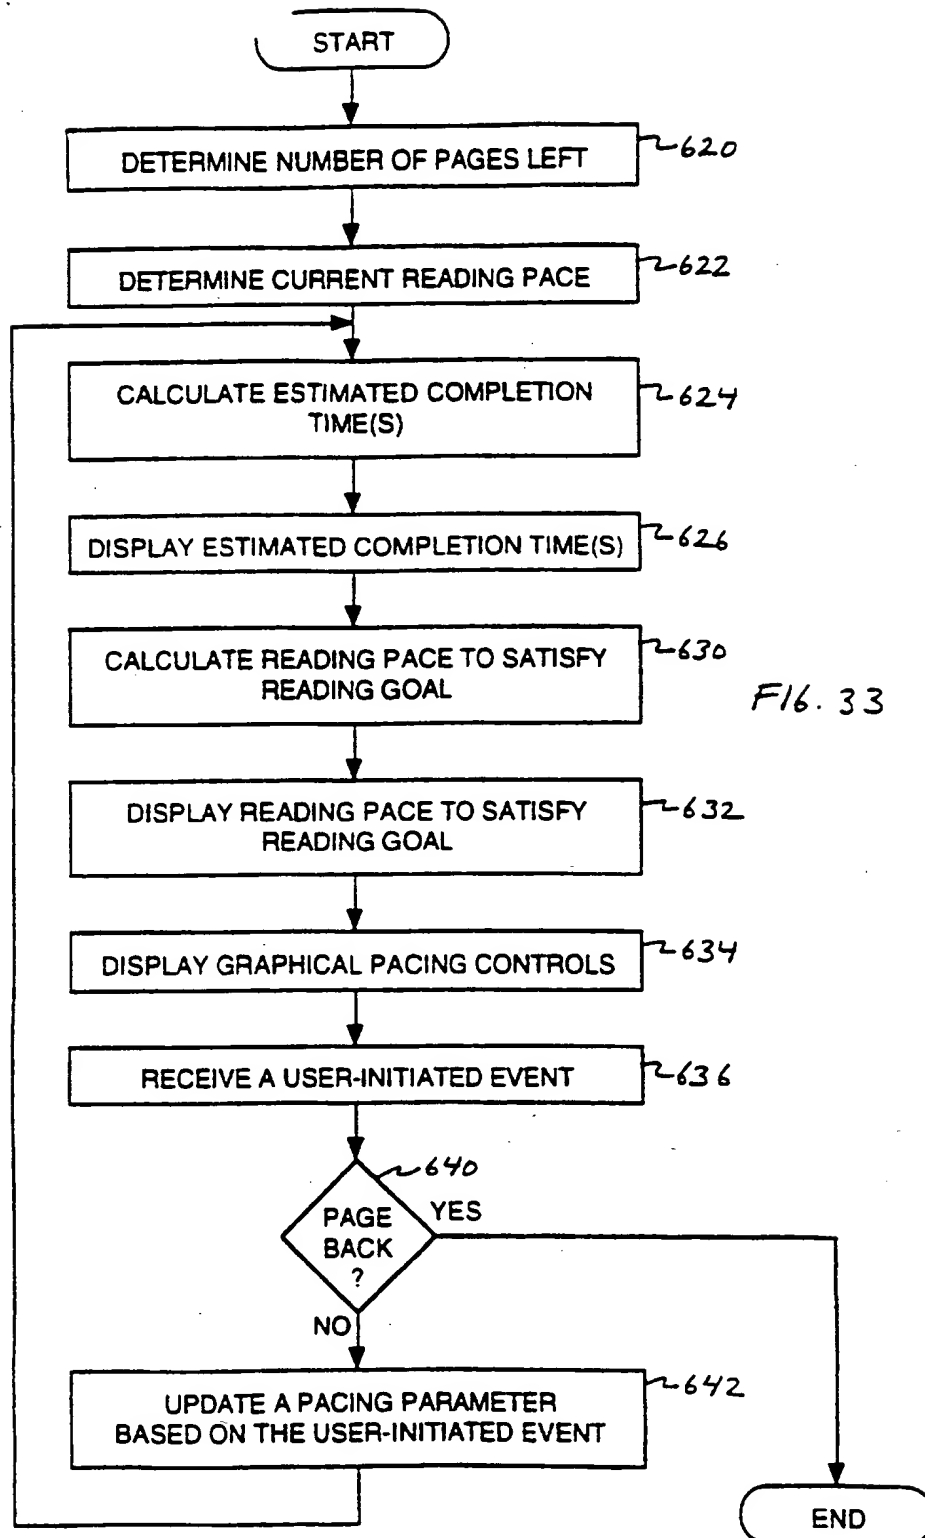 START
DETERMINE NUMBER OF PAGES LEFT
620
DETERMINE CURRENT READING PACE
622
CALCULATE ESTIMATED COMPLETION
TIME(S)
624
DISPLAY ESTIMATED COMPLETION TIME(S)
626
CALCULATE READING PACE TO SATISFY
READING GOAL
630
FIG. 33
DISPLAY READING PACE TO SATISFY
READING GOAL
632
DISPLAY GRAPHICAL PACING CONTROLS
634
RECEIVE A USER-INITIATED EVENT
636
640
PAGE
BACK
?
YES
NO
UPDATE A PACING PARAMETER
BASED ON THE USER-INITIATED EVENT
642
END